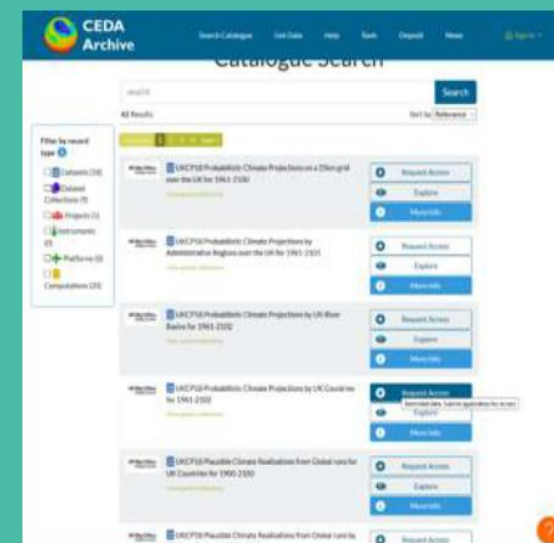 CEDA
Archive
Search Catalogue
Get Data
Help
Tools
Deposit
News
Sign in
Catalogue Search
Search
Results
Sort by Relevance
Filter by record
type
Datasets
Dataset
Collections
Projects
Instruments
Platforms
Computations
UKCP18 Probabilistic Climate Projections on a 25km grid
over the UK for 1961-2100
Request Access
Explore
More Info
UKCP18 Probabilistic Climate Projections by
Administrative Regions over the UK for 1961-2101
Request Access
Explore
More Info
UKCP18 Probabilistic Climate Projections by UK River
Basins for 1961-2102
Request Access
Explore
More Info
UKCP18 Probabilistic Climate Projections by UK Countries
for 1961-2102
Request Access
Explore
More Info
UKCP18 Plausible Climate Realisations from Global runs for
UK Countries for 1900-2100
Request Access
Explore
More Info
UKCP18 Plausible Climate Realisations from Global runs by
Request Access
?